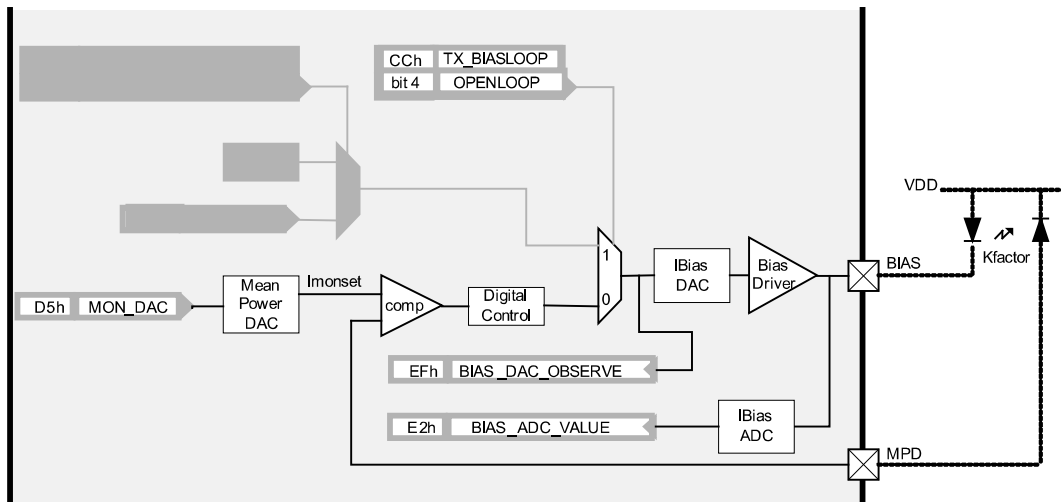 CCh TX_BIASLOOP
bit 4 OPENLOOP
VDD
Kfactor
1
0
IBias
DAC
Bias
Driver
BIAS
D5h MON_DAC
Mean
Power
DAC
Imonset
comp
Digital
Control
EFh BIAS_DAC_OBSERVE
E2h BIAS_ADC_VALUE
IBias
ADC
MPD